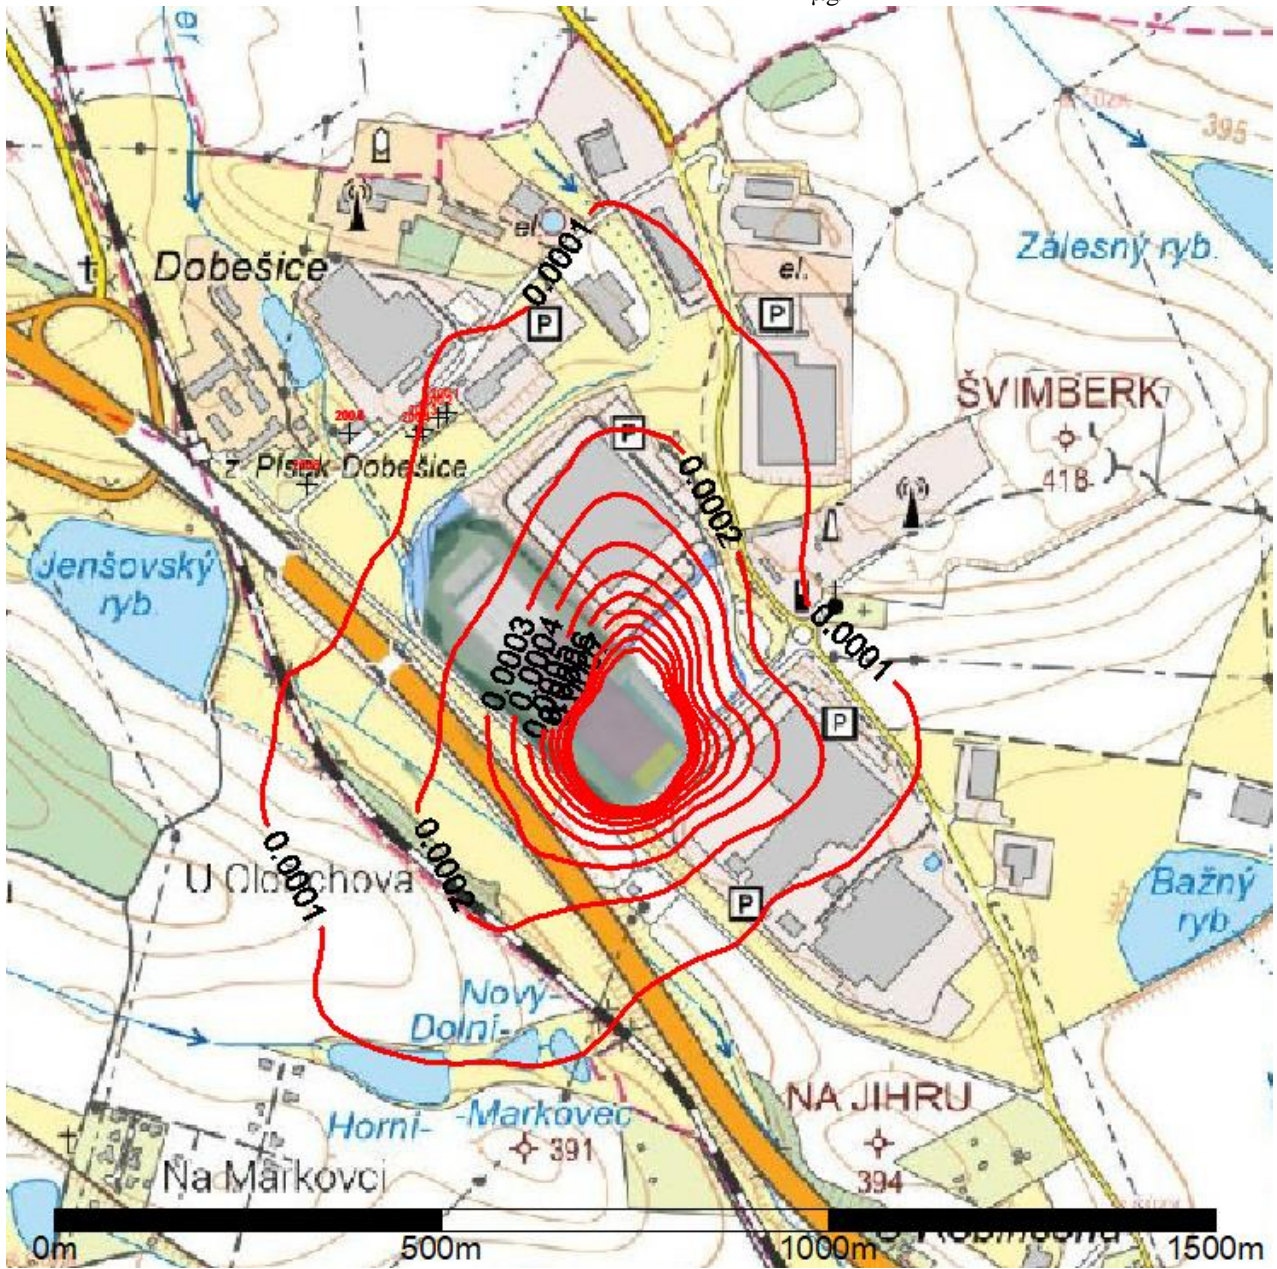 µg
395
el
el.
Zálesný ryb.
Dobešice
0.0001
P
P
ŠVIMBERK
418
P
z. Písek-Dobešice
0.0002
Jenšovský
ryb.
0.0003
0.0004
0.0001
P
0.0001
0.0002
U Oldřichova
P
Bažný
ryb.
Nový-
Dolní-
NA JIHRU
394
Horní-
-Markovec
391
Na Markovci
0m
500m
1000m
1500m